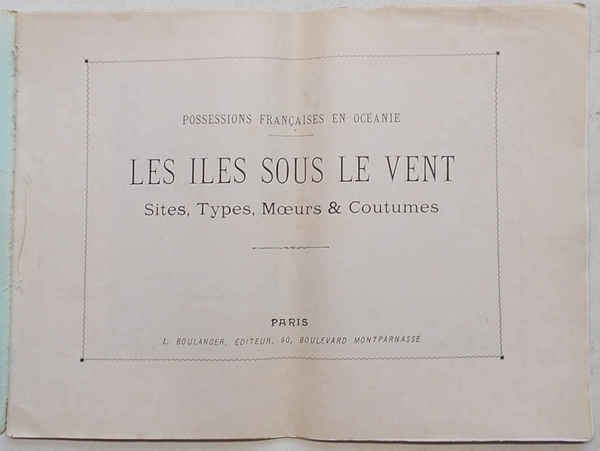 POSSESSIONS FRANÇAISES EN OCEANIE
LES ILES SOUS LE VENT
Sites, Types, Mœurs & Coutumes
PARIS
L. BOULANGER, ÉDITEUR, 90, BOULEVARD MONTPARNASSE